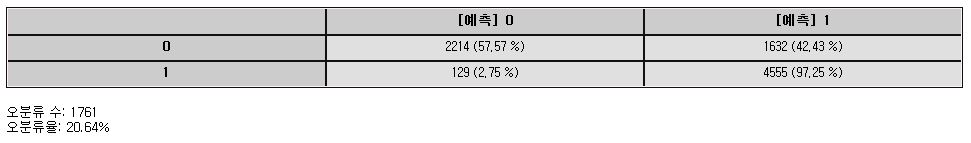 [예측] 0 [예측] 1
0 2214 (57,57 %) 1632 (42,43 %)
1 129 (2,75 %) 4555 (97,25 %)
오분류 수: 1761
오분류율: 20.64%